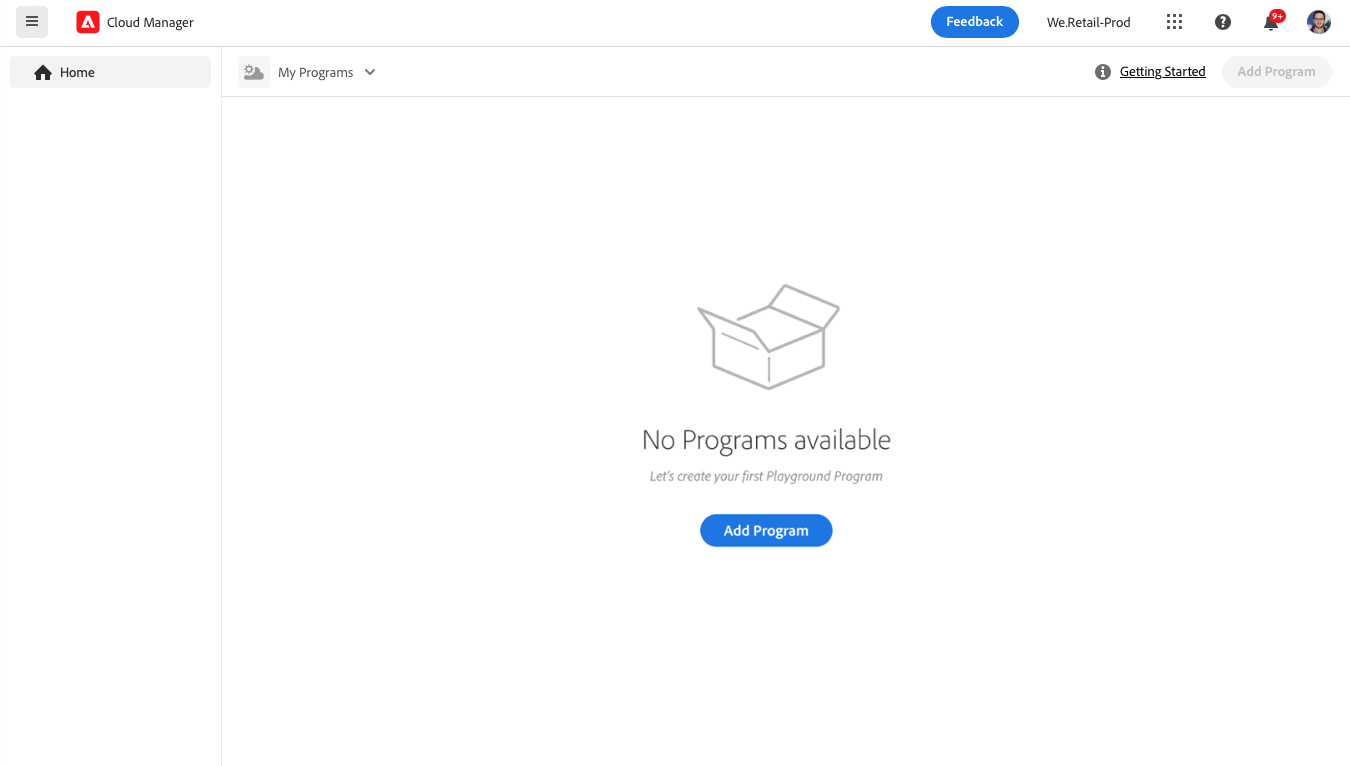 Cloud Manager
Feedback
We.Retail-Prod
9+
Home
My Programs
Getting Started
Add Program
No Programs available
Let's create your first Playground Program
Add Program